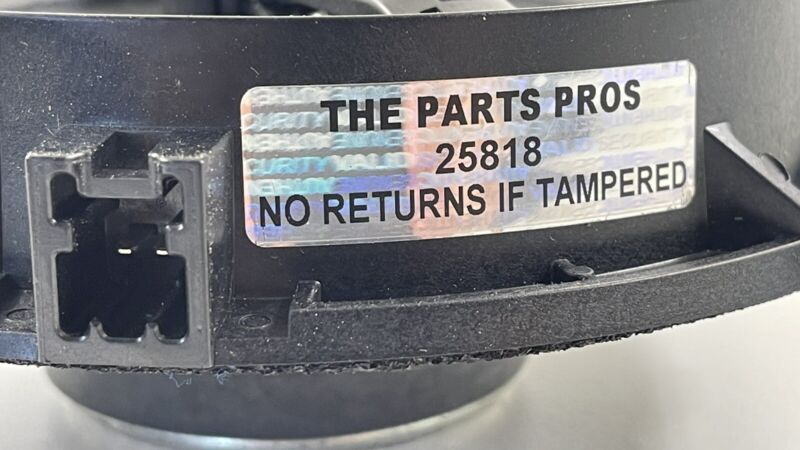 THE PARTS PROS
25818
NO RETURNS IF TAMPERED